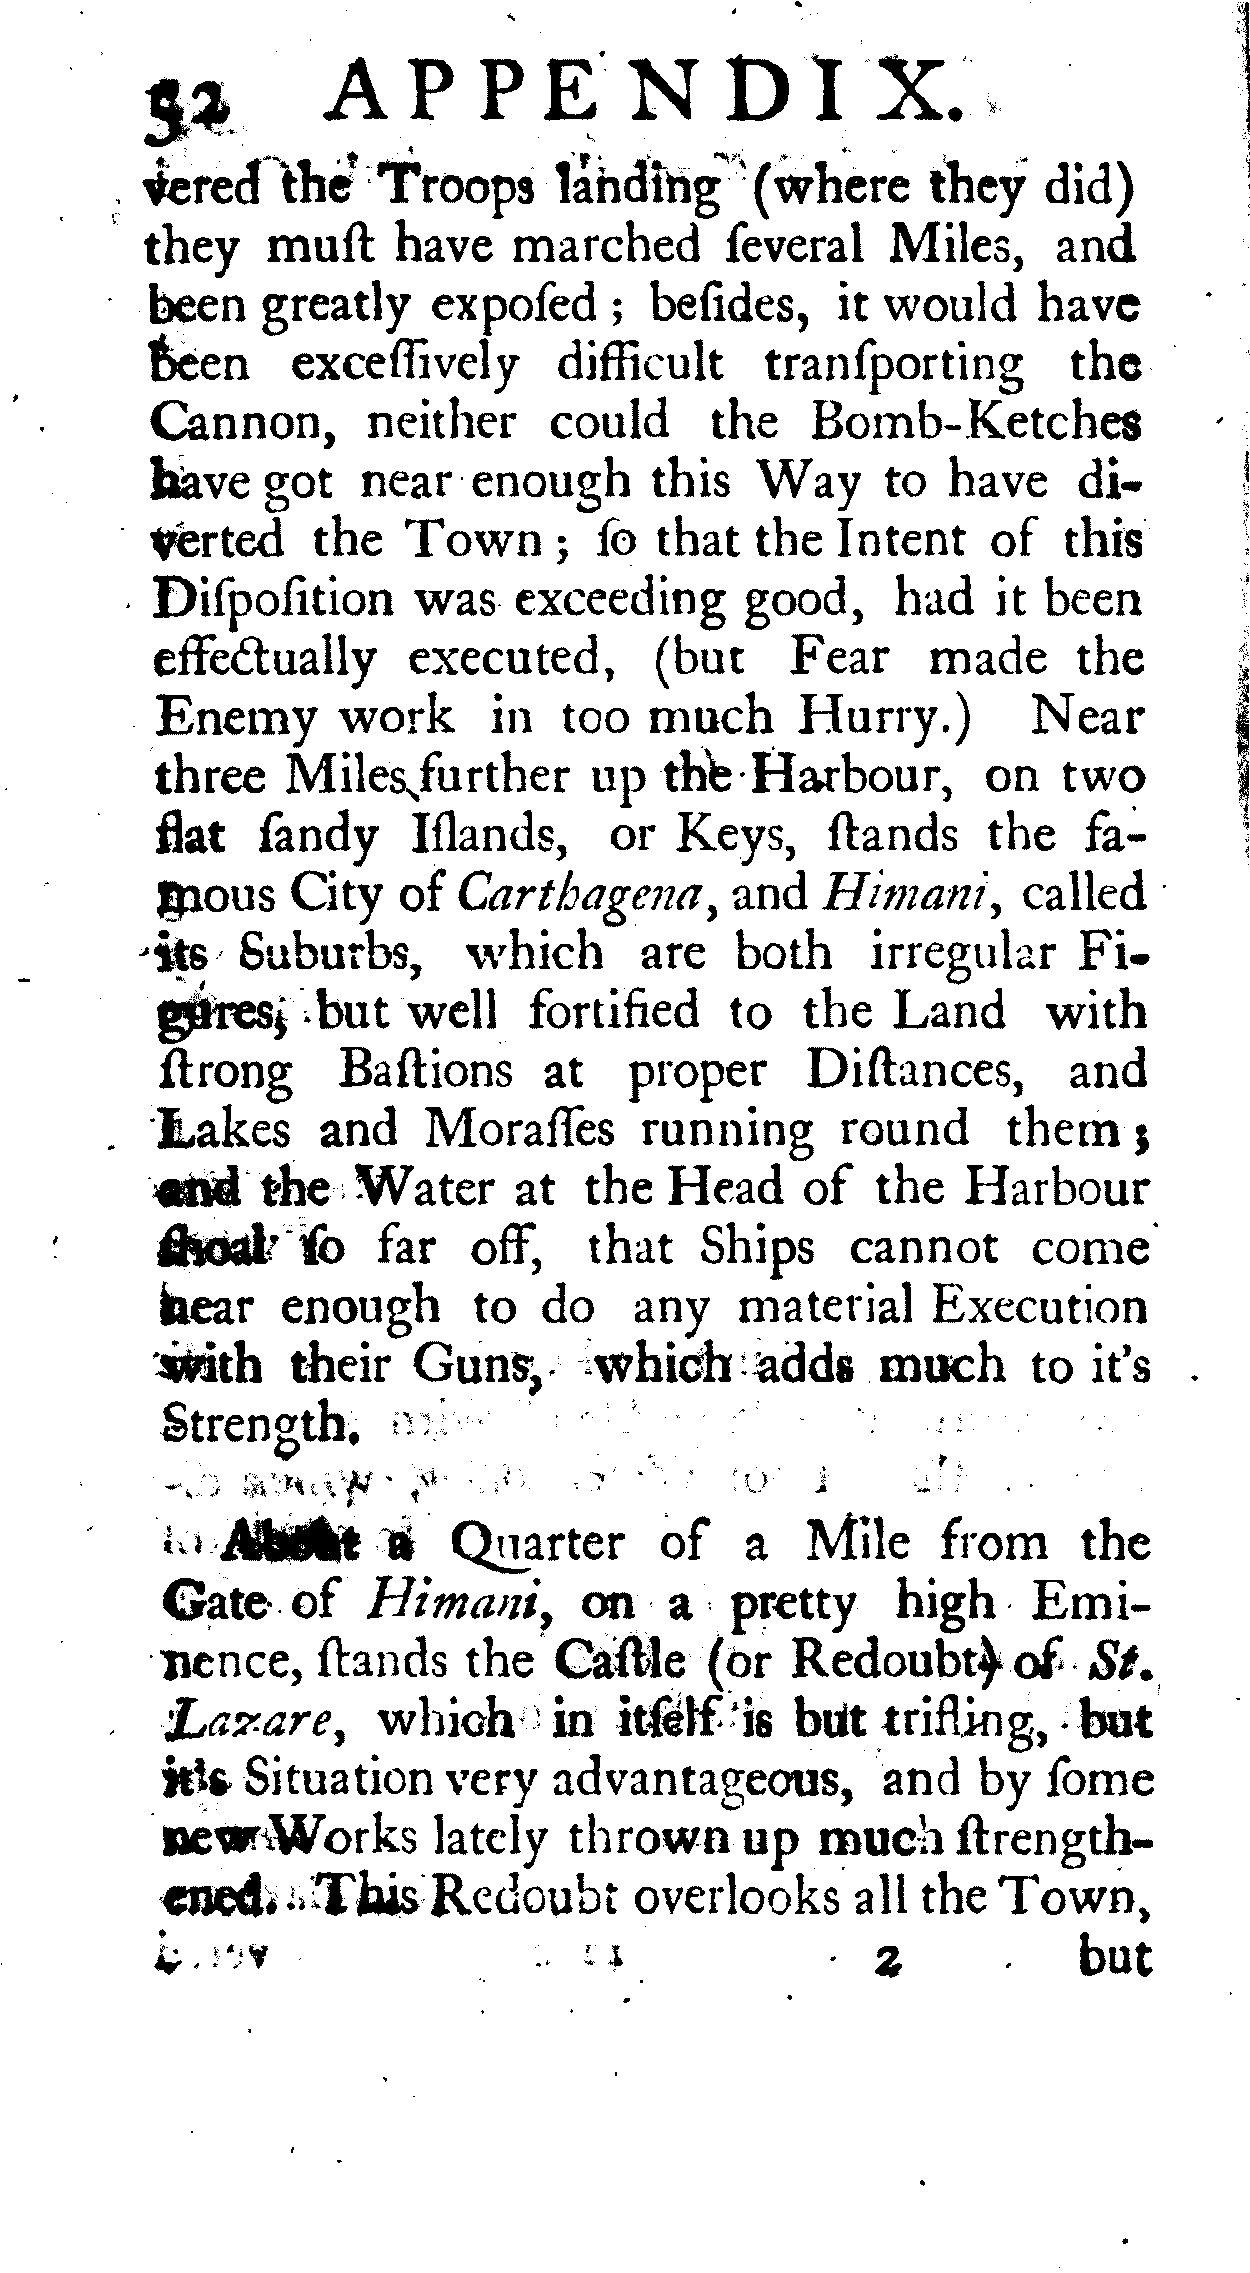 52 APPENDIX.
vered the Troops landing (where they did)
they muſt have marched ſeveral Miles, and
been greatly expoſed ; beſides, it would have
been exceſſively difficult tranſporting the
Cannon, neither could the Bomb-Ketches
have got near enough this Way to have di-
verted the Town ; ſo that the Intent of this
Diſpoſition was exceeding good, had it been
effectually executed, (but Fear made the
Enemy work in too much Hurry.) Near
three Miles further up the Harbour, on two
flat ſandy Iſlands, or Keys, ſtands the fa-
mous City of Carthagena, and Himani, called
its Suburbs, which are both irregular Fi-
gures; but well fortified to the Land with
ſtrong Baſtions at proper Diſtances, and
Lakes and Moraſſes running round them ;
and the Water at the Head of the Harbour
ſhoal ſo far off, that Ships cannot come
near enough to do any material Execution
with their Guns, which adds much to it's
Strength.
About a Quarter of a Mile from the
Gate of Himani, on a pretty high Emi-
nence, ſtands the Caſtle (or Redoubt) of St.
Lazare, which in itſelf is but trifling, but
it's Situation very advantageous, and by ſome
new Works lately thrown up much ſtrength-
ened. This Redoubt overlooks all the Town,
2 but